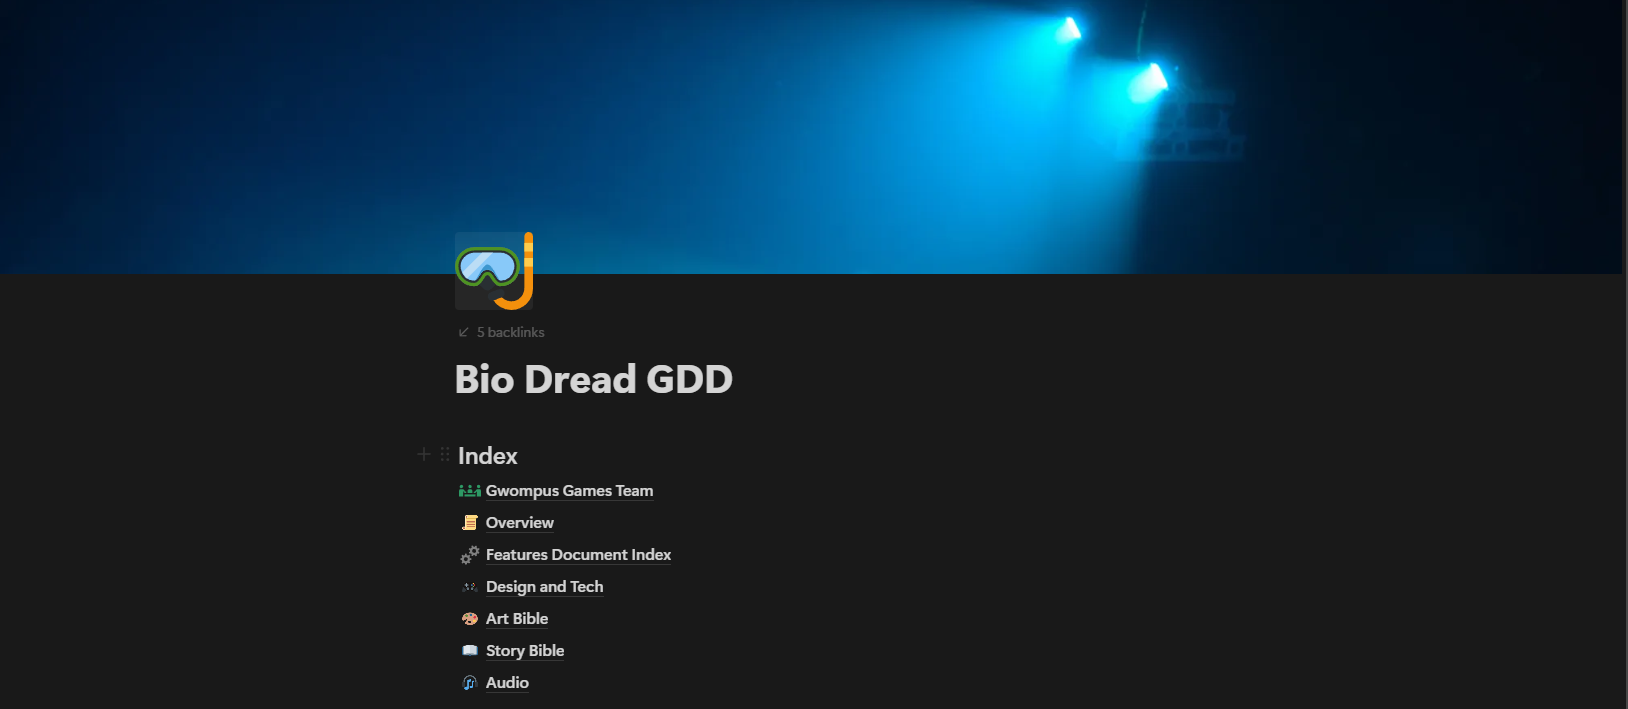 5 backlinks
Bio Dread GDD
Index
Gwompus Games Team
Overview
Features Document Index
Design and Tech
Art Bible
Story Bible
Audio